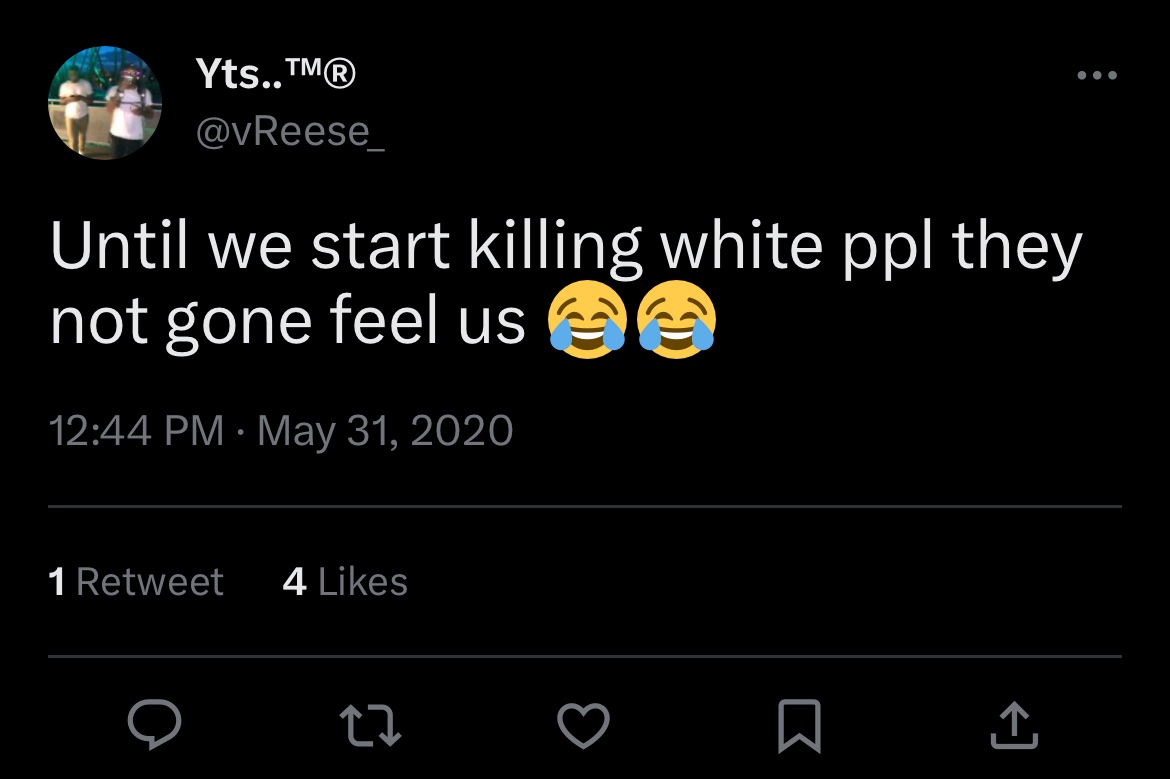 Yts..™®
@vReese_
Until we start killing white ppl they
not gone feel us 😂😂
12:44 PM · May 31, 2020
1 Retweet 4 Likes